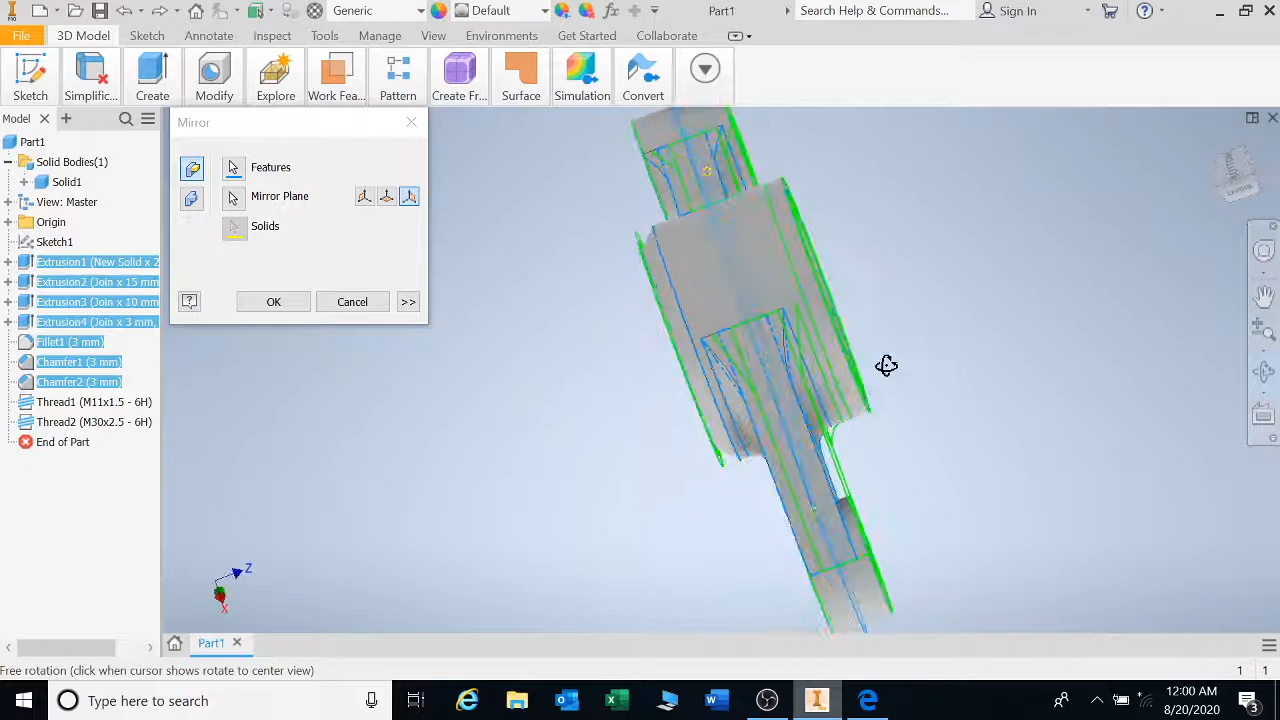 PRO
Generic
Default
fx
Part1
Search Help & Commands...
Sign In
File
3D Model
Sketch
Annotate
Inspect
Tools
Manage
View
Environments
Get Started
Collaborate
Sketch
Simplific...
Create
Modify
Explore
Work Fea...
Pattern
Create Fr...
Surface
Simulation
Convert
Model
Part1
Solid Bodies(1)
Solid1
View: Master
Origin
Sketch1
Extrusion1 (New Solid x 2
Extrusion2 (Join x 15 mm
Extrusion3 (Join x 10 mm
Extrusion4 (Join x 3 mm,
Fillet1 (3 mm)
Chamfer1 (3 mm)
Chamfer2 (3 mm)
Thread1 (M11x1.5 - 6H)
Thread2 (M30x2.5 - 6H)
End of Part
Mirror
Features
Mirror Plane
Solids
OK
Cancel
>>
Z
X
Part1
Free rotation (click when cursor shows rotate to center view)
1
1
Type here to search
12:00 AM
8/20/2020
3